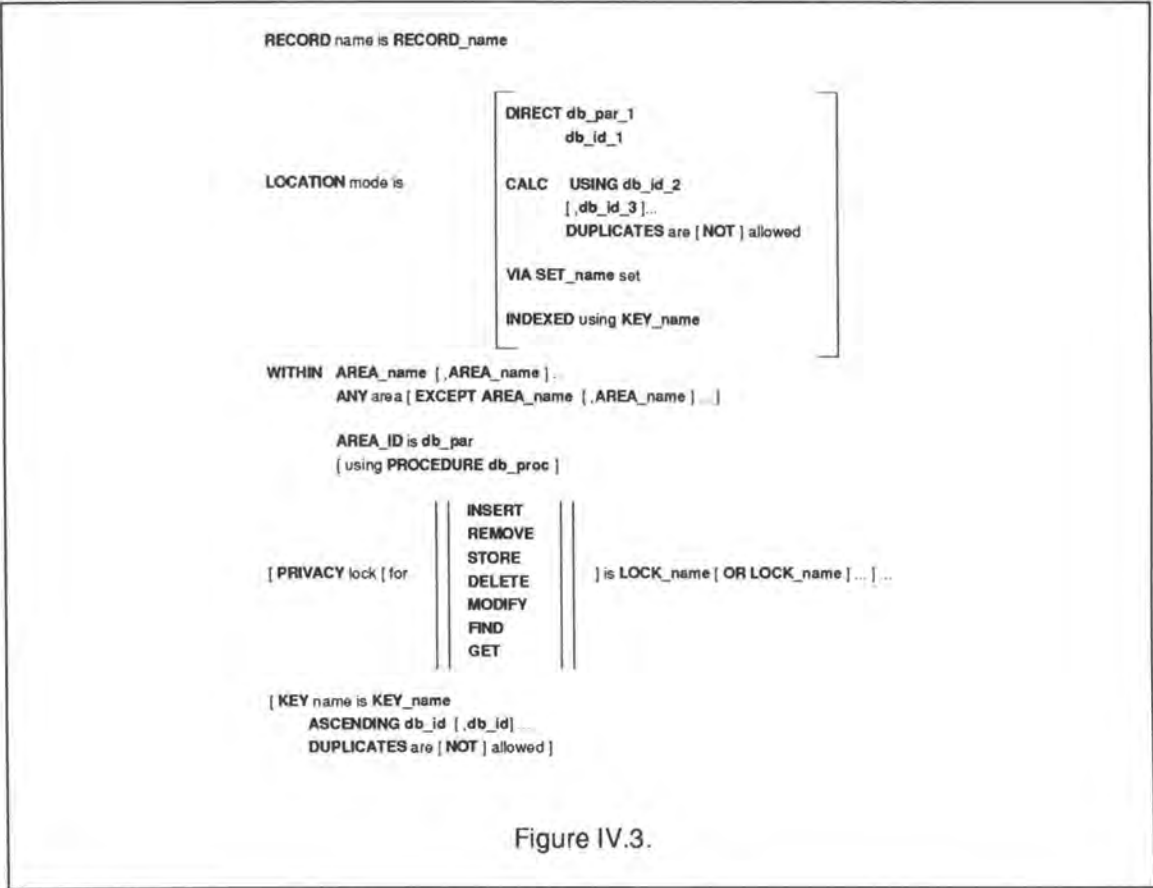 RECORD name is RECORD_name
DIRECT db_par_1
db_id_1
LOCATION mode is CALC USING db_id_2
[ ,db_id_3 ]...
DUPLICATES are [ NOT ] allowed
VIA SET_name set
INDEXED using KEY_name
WITHIN AREA_name [ ,AREA_name ] ...
ANY area [ EXCEPT AREA_name [ ,AREA_name ] ... ]
AREA_ID is db_par
[ using PROCEDURE db_proc ]
INSERT
REMOVE
STORE
[ PRIVACY lock [ for DELETE ] is LOCK_name [ OR LOCK_name ] ... ] ...
MODIFY
FIND
GET
[ KEY name is KEY_name
ASCENDING db_id [ ,db_id] ...
DUPLICATES are [ NOT ] allowed ]
Figure IV.3.